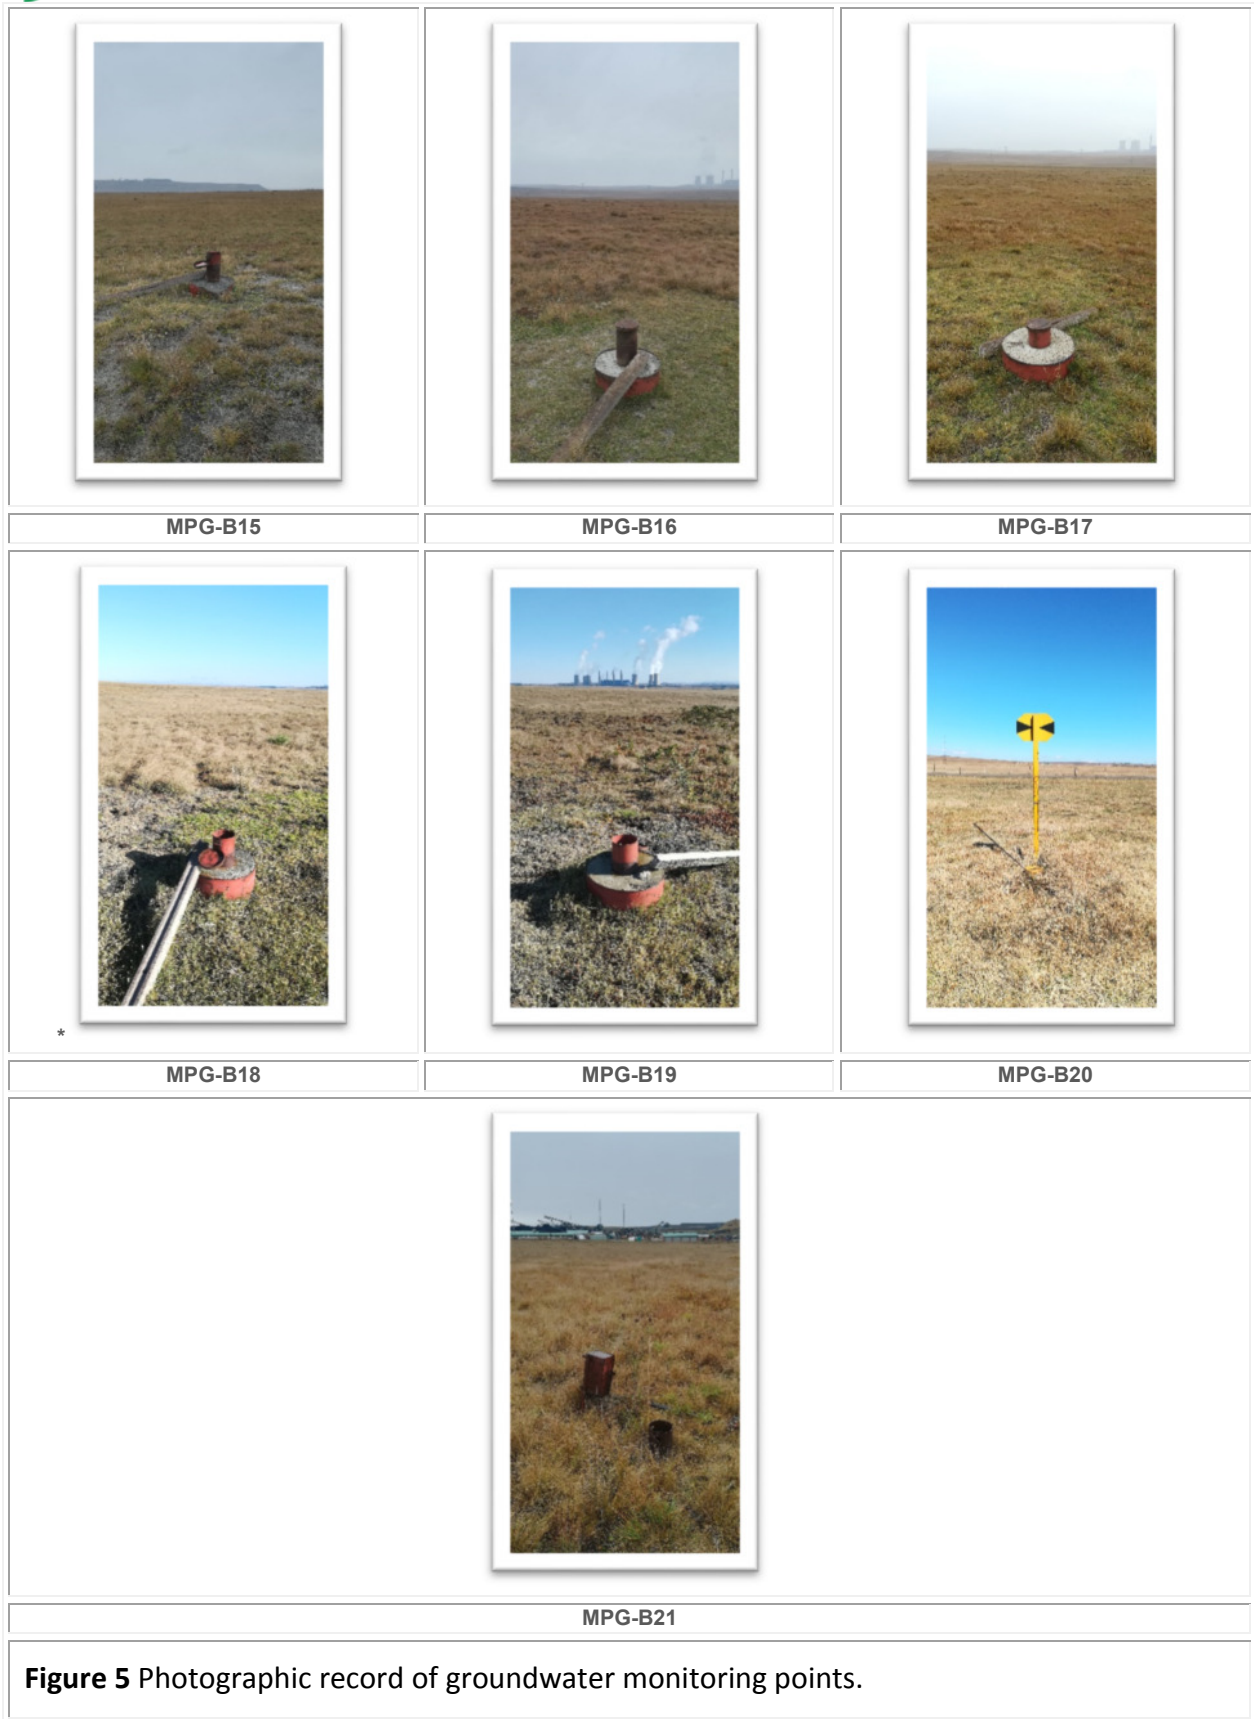 MPG-B15
MPG-B16
MPG-B17
*
MPG-B18
MPG-B19
MPG-B20
MPG-B21
Figure 5 Photographic record of groundwater monitoring points.